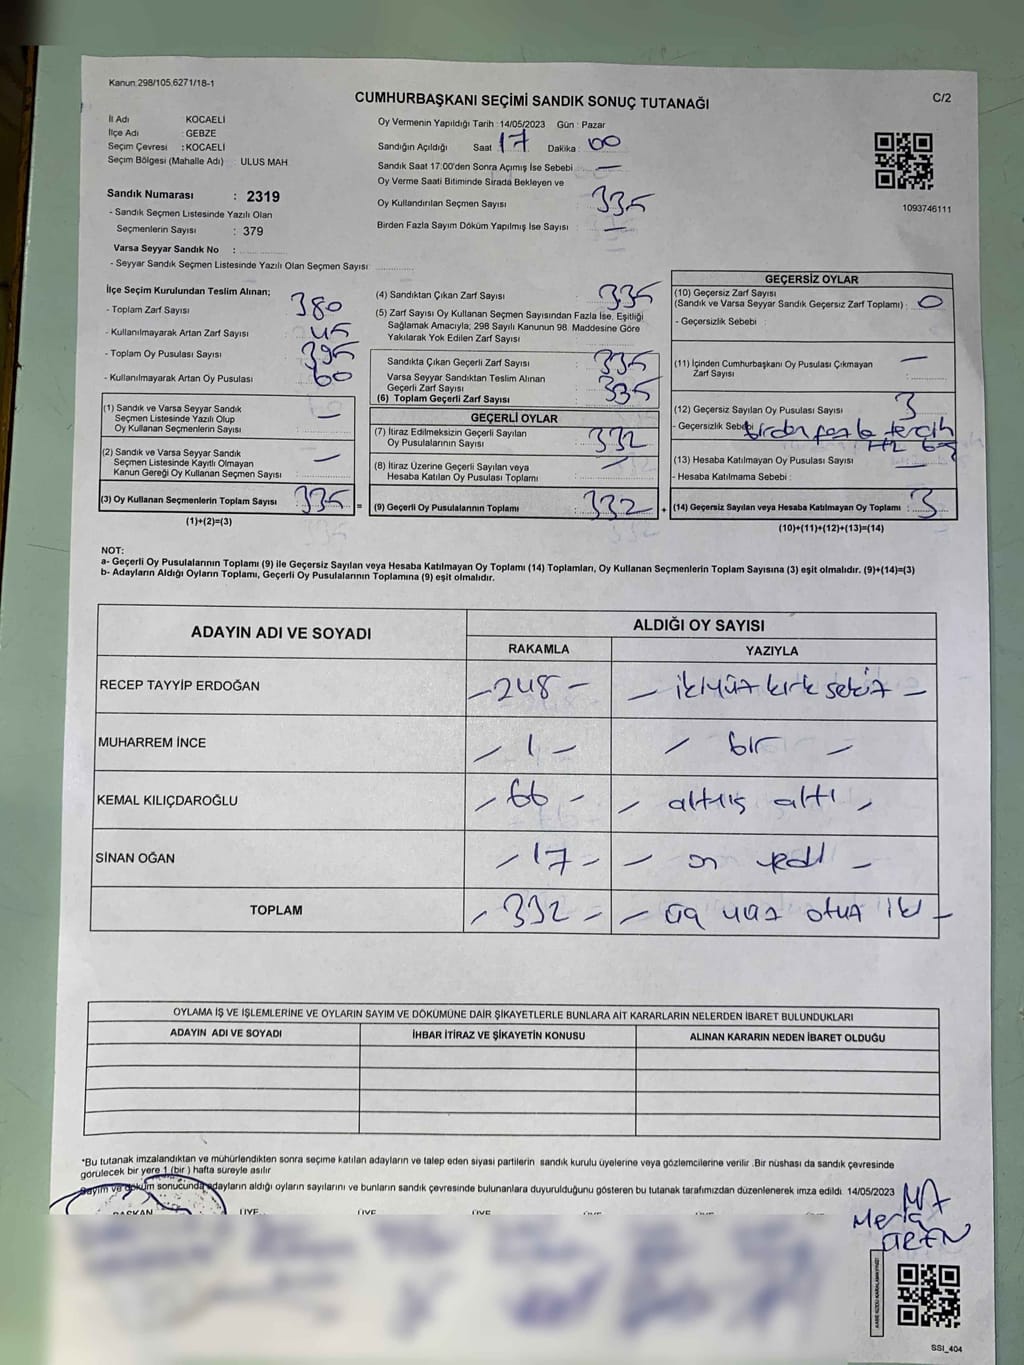 Kanun 298/105.6271/18-1
CUMHURBAŞKANI SEÇİMİ SANDIK SONUÇ TUTANAĞI
C/2
İl Adı KOCAELİ
İlçe Adı : GEBZE
Seçim Çevresi : KOCAELİ
Seçim Bölgesi (Mahalle Adı) ULUS MAH
Sandık Numarası : 2319
- Sandık Seçmen Listesinde Yazılı Olan
Seçmenlerin Sayısı : 379
Varsa Seyyar Sandık No :
- Seyyar Sandık Seçmen Listesinde Yazılı Olan Seçmen Sayısı
Oy Vermenin Yapıldığı Tarih : 14/05/2023 Gün : Pazar
Sandığın Açıldığı Saat 17 Dakika : 00
Sandık Saat 17:00'den Sonra Açımış İse Sebebi —
Oy Verme Saati Bitiminde Sırada Bekleyen ve
Oy Kullandırılan Seçmen Sayısı 335
Birden Fazla Sayım Döküm Yapılmış İse Sayısı : —
1093746111
İlçe Seçim Kurulundan Teslim Alınan;
- Toplam Zarf Sayısı 380
- Kullanılmayarak Artan Zarf Sayısı 45
- Toplam Oy Pusulası Sayısı 395
- Kullanılmayarak Artan Oy Pusulası 60
(1) Sandık ve Varsa Seyyar Sandık
Seçmen Listesinde Yazılı Olup
Oy Kullanan Seçmenlerin Sayısı —
(2) Sandık ve Varsa Seyyar Sandık
Seçmen Listesinde Kayıtlı Olmayan
Kanun Gereği Oy Kullanan Seçmen Sayısı —
(3) Oy Kullanan Seçmenlerin Toplam Sayısı 335 =
(1)+(2)=(3)
(4) Sandıktan Çıkan Zarf Sayısı 335
(5) Zarf Sayısı Oy Kullanan Seçmen Sayısından Fazla İse, Eşitliği
Sağlamak Amacıyla; 298 Sayılı Kanunun 98. Maddesine Göre
Yakılarak Yok Edilen Zarf Sayısı
Sandıkta Çıkan Geçerli Zarf Sayısı 335
Varsa Seyyar Sandıktan Teslim Alınan
Geçerli Zarf Sayısı 335
(6) Toplam Geçerli Zarf Sayısı
GEÇERLİ OYLAR
(7) İtiraz Edilmeksizin Geçerli Sayılan
Oy Pusulalarının Sayısı : 332
(8) İtiraz Üzerine Geçerli Sayılan veya
Hesaba Katılan Oy Pusulası Toplamı —
(9) Geçerli Oy Pusulalarının Toplamı : 332 +
GEÇERSİZ OYLAR
(10) Geçersiz Zarf Sayısı
(Sandık ve Varsa Seyyar Sandık Geçersiz Zarf Toplamı) : 0
- Geçersizlik Sebebi :
(11) İçinden Cumhurbaşkanı Oy Pusulası Çıkmayan
Zarf Sayısı —
(12) Geçersiz Sayılan Oy Pusulası Sayısı 3
- Geçersizlik Sebebi birden fazla tercih
(13) Hesaba Katılmayan Oy Pusulası Sayısı —
- Hesaba Katılmama Sebebi :
(14) Geçersiz Sayılan veya Hesaba Katılmayan Oy Toplamı : 3
(10)+(11)+(12)+(13)=(14)
NOT:
a- Geçerli Oy Pusulalarının Toplamı (9) ile Geçersiz Sayılan veya Hesaba Katılmayan Oy Toplamı (14) Toplamları, Oy Kullanan Seçmenlerin Toplam Sayısına (3) eşit olmalıdır. (9)+(14)=(3)
b- Adayların Aldığı Oyların Toplamı, Geçerli Oy Pusulalarının Toplamına (9) eşit olmalıdır.
ADAYIN ADI VE SOYADI
ALDIĞI OY SAYISI
RAKAMLA YAZIYLA
RECEP TAYYİP ERDOĞAN – 248 – – ikiyüz kırk sekiz –
MUHARREM İNCE – 1 – – bir –
KEMAL KILIÇDAROĞLU – 66 – – altmış altı –
SİNAN OĞAN – 17 – – on yedi –
TOPLAM – 332 – – üç yüz otuz iki –
OYLAMA İŞ VE İŞLEMLERİNE VE OYLARIN SAYIM VE DÖKÜMÜNE DAİR ŞİKAYETLERLE BUNLARA AİT KARARLARIN NELERDEN İBARET BULUNDUKLARI
ADAYIN ADI VE SOYADI İHBAR İTİRAZ VE ŞİKAYETİN KONUSU ALINAN KARARIN NEDEN İBARET OLDUĞU
*Bu tutanak imzalandıktan ve mühürlendikten sonra seçime katılan adayların ve talep eden siyasi partilerin sandık kurulu üyelerine veya gözlemcilerine verilir .Bir nüshası da sandık çevresinde
görülecek bir yere 1 (bir ) hafta süreyle asılır
Sayım ve döküm sonucunda adayların aldığı oyların sayılarını ve bunların sandık çevresinde bulunanlara duyurulduğunu gösteren bu tutanak tarafımızdan düzenlenerek imza edildi. 14/05/2023
BAŞKAN ÜYE ÜYE ÜYE
SSI_404